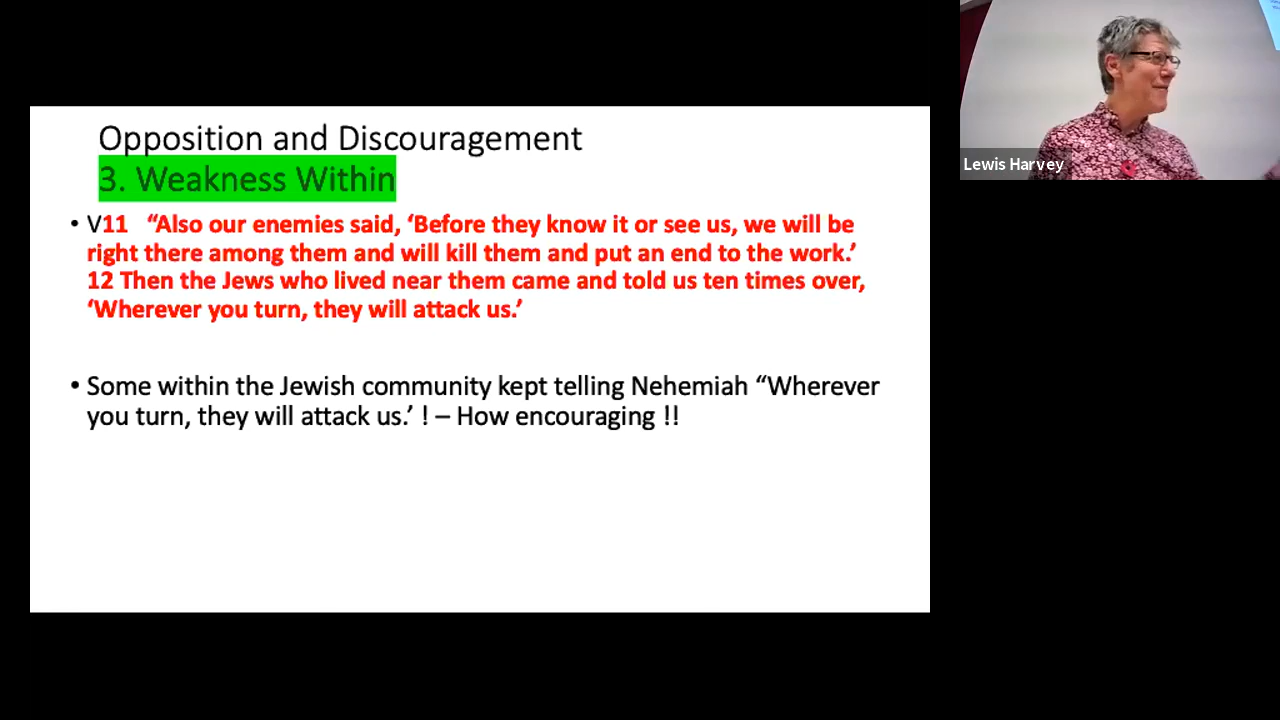 Opposition and Discouragement
3. Weakness Within
• V11 “Also our enemies said, ‘Before they know it or see us, we will be
right there among them and will kill them and put an end to the work.’
12 Then the Jews who lived near them came and told us ten times over,
‘Wherever you turn, they will attack us.’
• Some within the Jewish community kept telling Nehemiah “Wherever
you turn, they will attack us.’ ! – How encouraging !!
Lewis Harvey